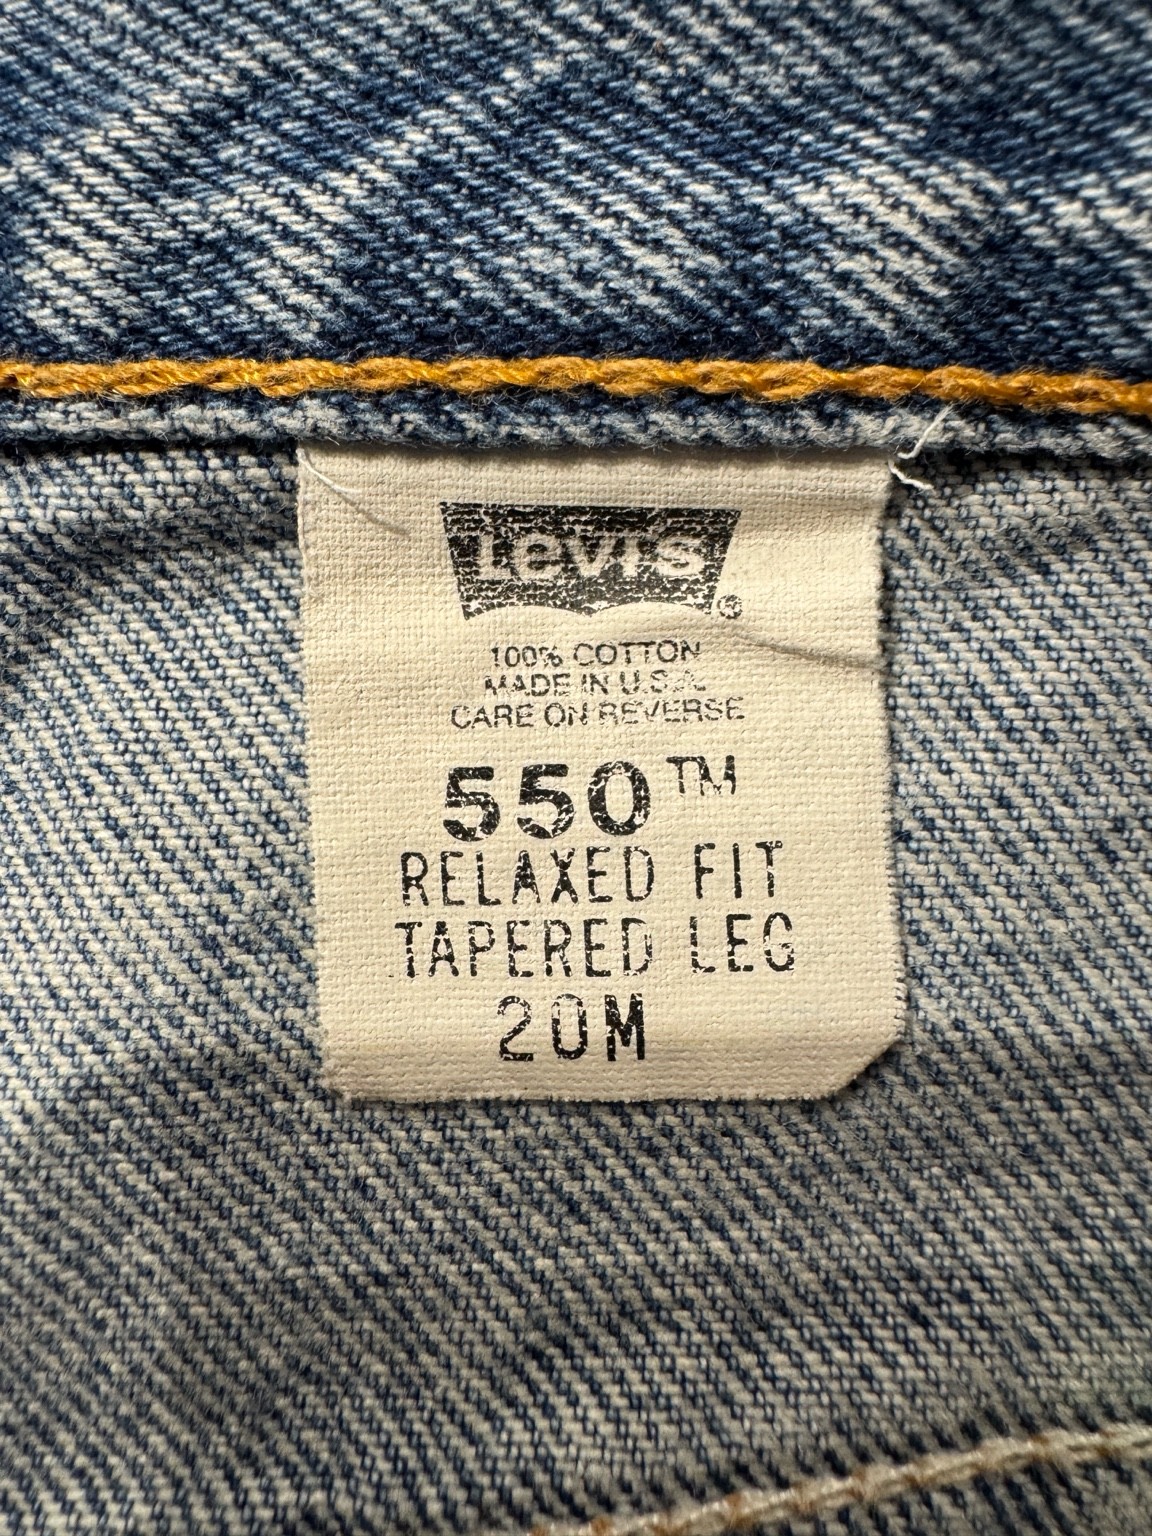 Levi's ®
100% COTTON
MADE IN U.S.A.
CARE ON REVERSE
550™
RELAXED FIT
TAPERED LEG
20M